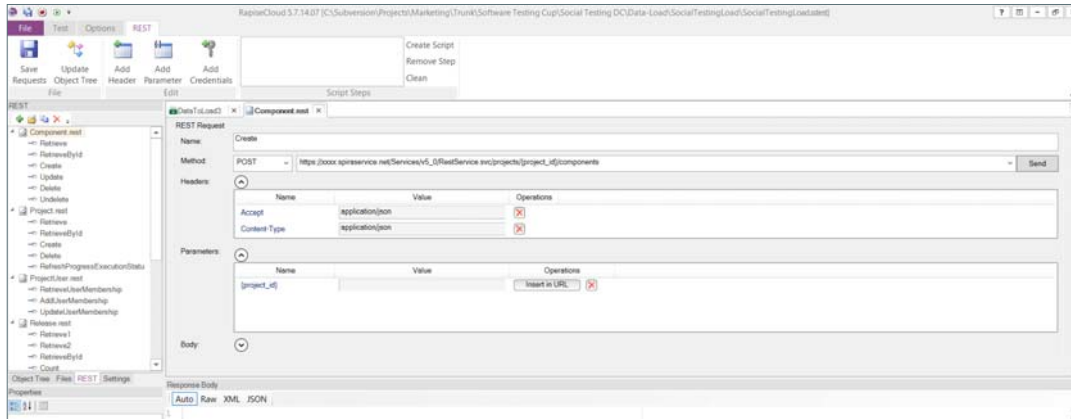 RapiseCloud 5.7.14.07 [C:\Subversion\Projects\Marketing\Trunk\Software Testing Cup\Social Testing DC\Data-Load\SocialTestingLoad\SocialTestingLoad.sstest]
File Test Options REST
Save Requests
Update Object Tree
Add Header
Add Parameter
Add Credentials
Create Script
Remove Step
Clean
File Edit Script Steps
REST
Component.rest
Retrieve
RetrieveById
Create
Update
Delete
Undelete
Project.rest
Retrieve
RetrieveById
Create
Delete
RefreshProgressExecutionStatu
ProjectUser.rest
RetrieveUserMembership
AddUserMembership
UpdateUserMembership
Release.rest
Retrieve1
Retrieve2
RetrieveById
Count
Object Tree Files REST Settings
Properties
DataToLoad3 Component.rest
REST Request
Name: Create
Method: POST https://xxxx.spiraservice.net/Services/v5_0/RestService.svc/projects/{project_id}/components Send
Headers:
Name Value Operations
Accept application/json
Content-Type application/json
Parameters:
Name Value Operations
{project_id} Insert in URL
Body:
Response Body
Auto Raw XML JSON
1